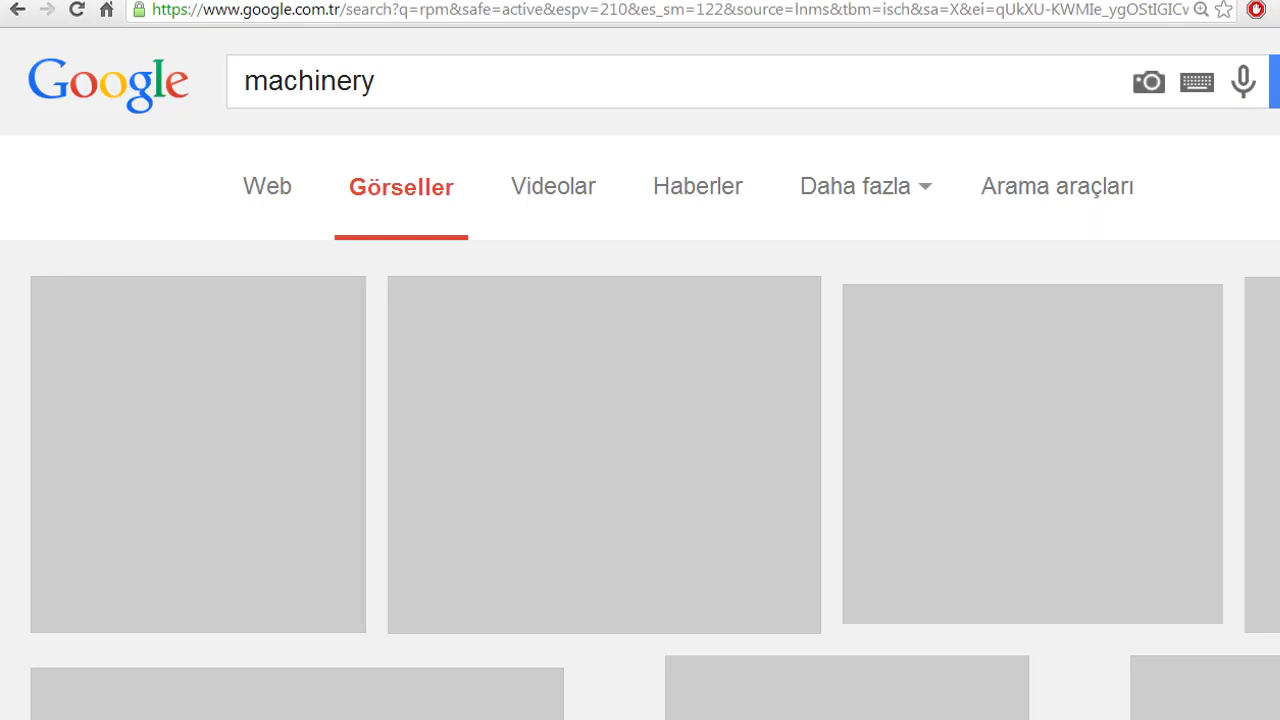 https://www.google.com.tr/search?q=rpm&safe=active&espv=210&es_sm=122&source=lnms&tbm=isch&sa=X&ei=qUkXU-KWMIe_ygOStIGICv
Google
machinery
Web Görseller Videolar Haberler Daha fazla Arama araçları